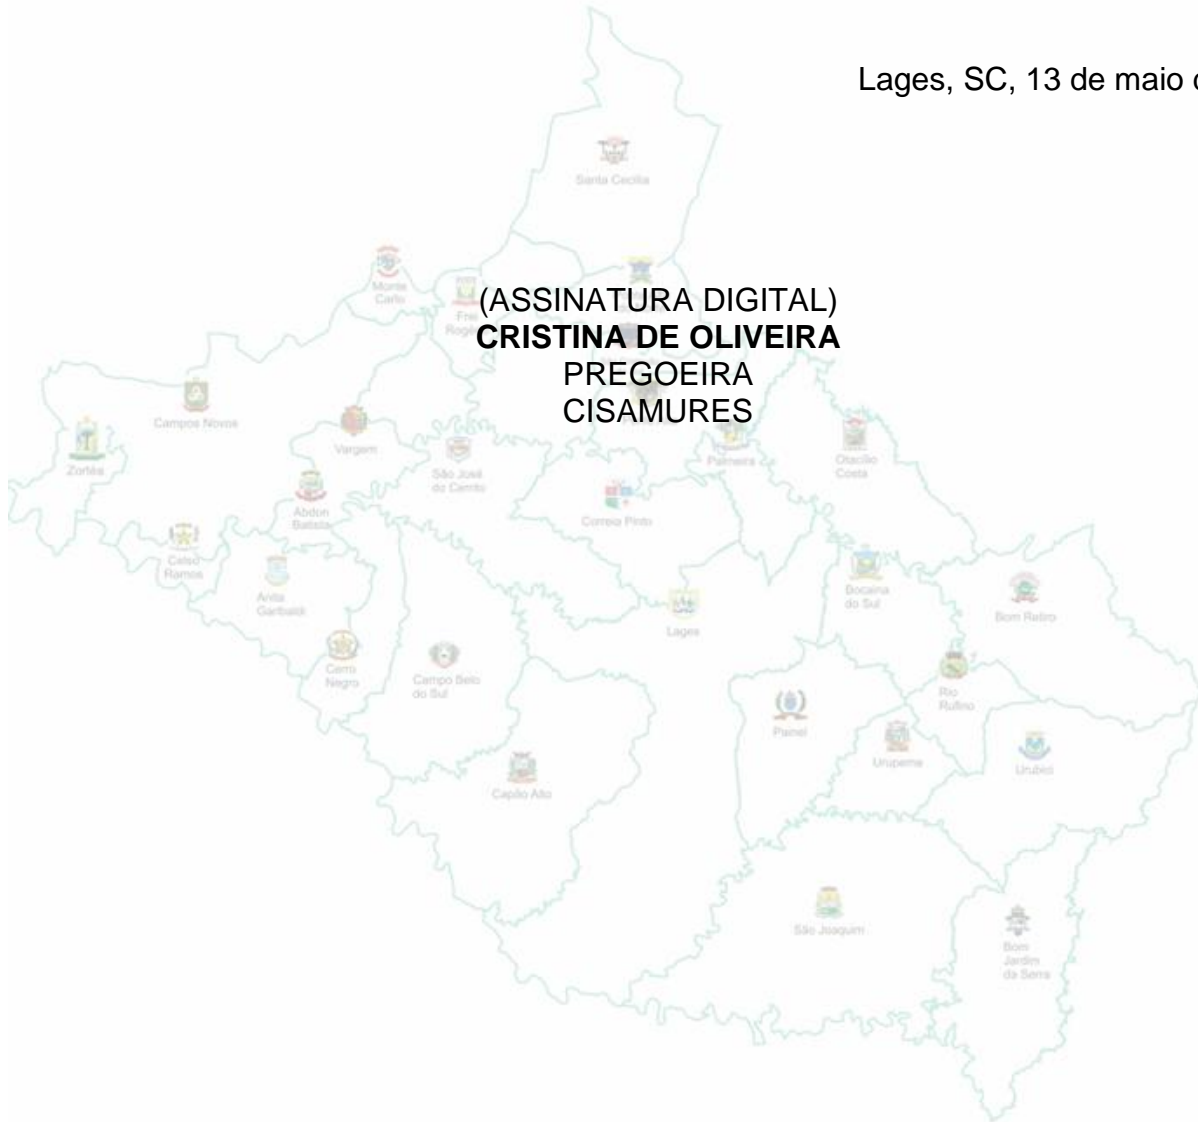 Lages, SC, 13 de maio
Santa Cecília
Monte
Carlo
Frei
(ASSINATURA DIGITAL)
CRISTINA DE OLIVEIRA
PREGOEIRA
CISAMURES
Campos Novos
Vargem
Zortéa
São José
do Cerrito
Palmeira
Otacílio
Costa
Abdon
Batista
Correia Pinto
Celso
Ramos
Anita
Garibaldi
Bocaina
do Sul
Bom Retiro
Lages
Cerro
Negro
Campo Belo
do Sul
Rio
Rufino
Painel
Urupema
Urubici
Capão Alto
São Joaquim
Bom
Jardim
da Serra